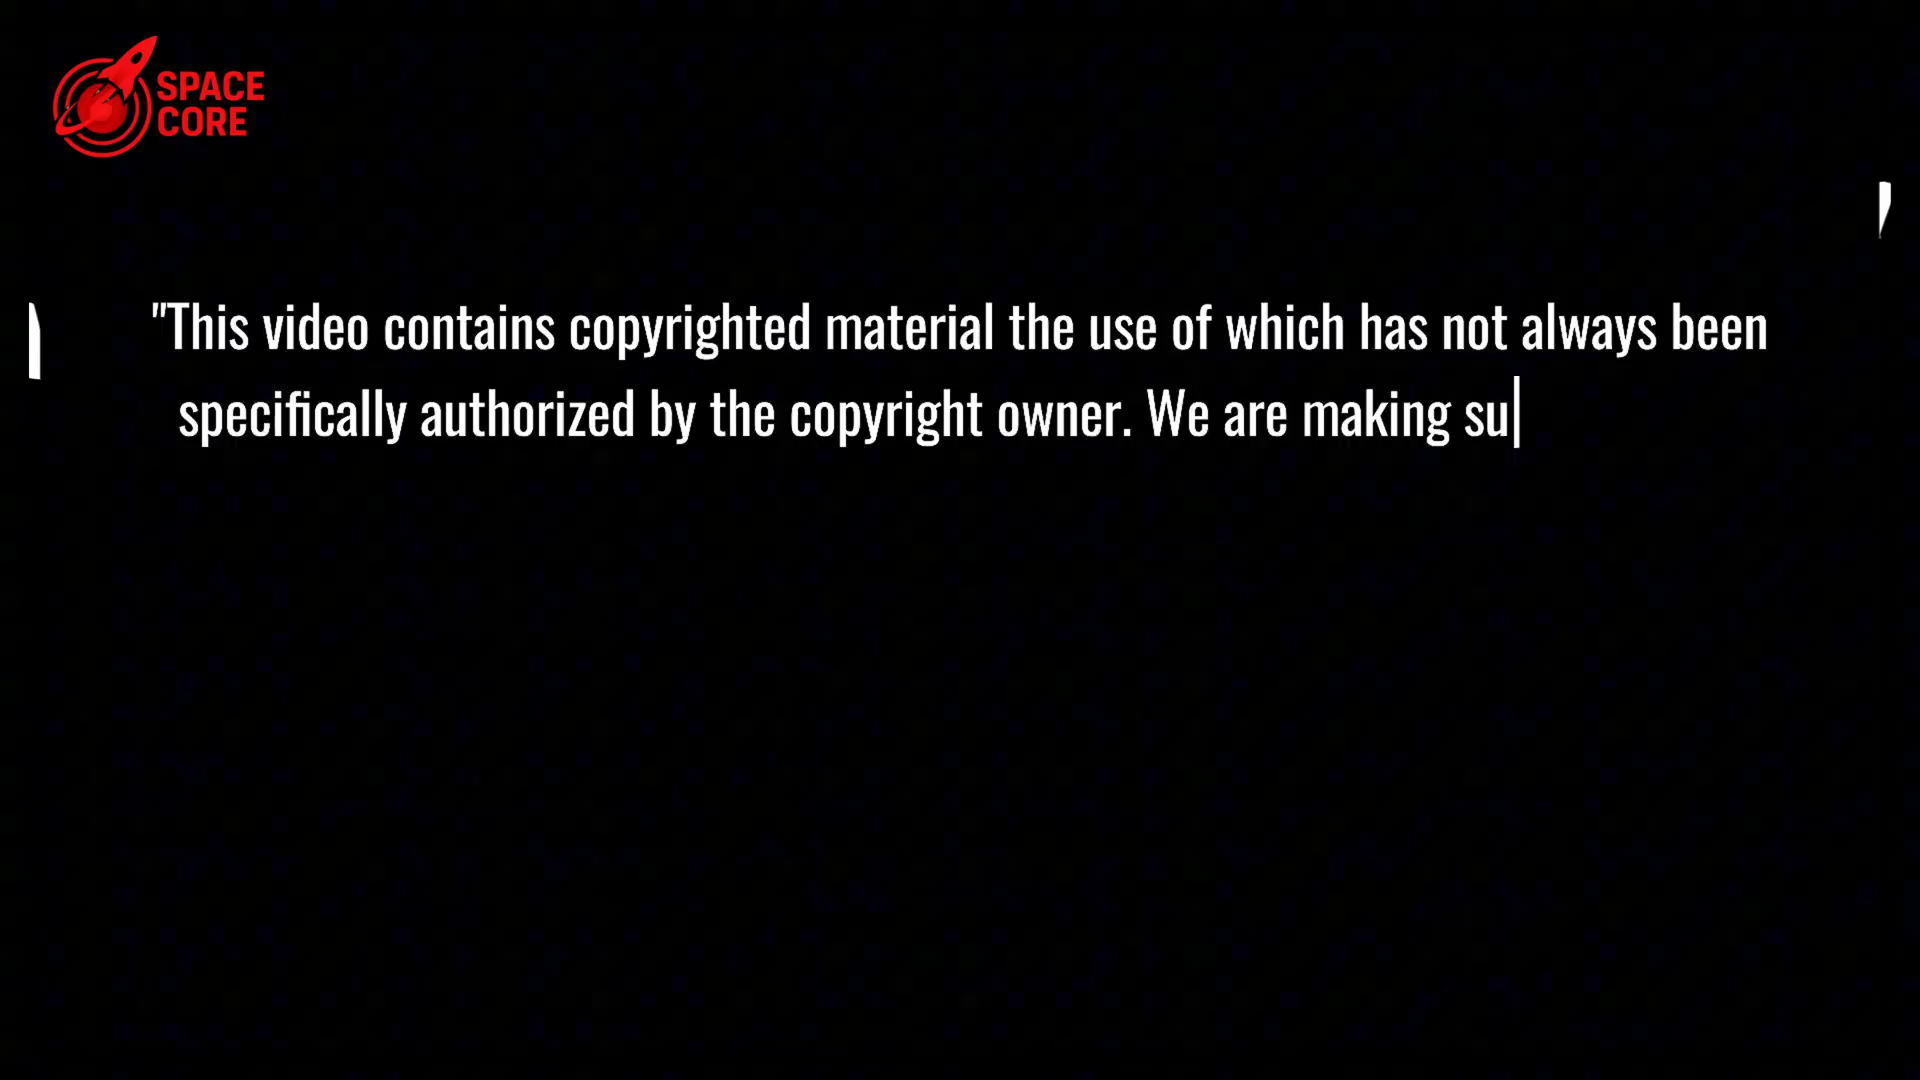 SPACE
CORE
"This video contains copyrighted material the use of which has not always been
specifically authorized by the copyright owner. We are making su